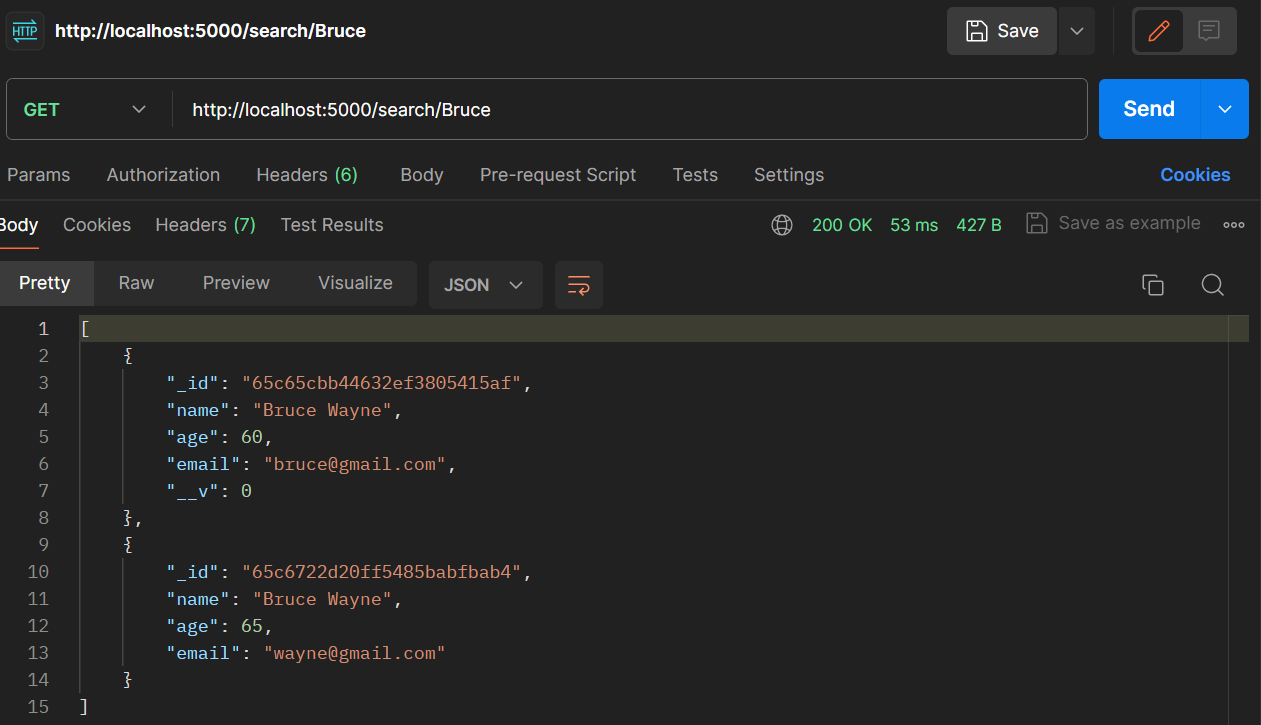 HTTP http://localhost:5000/search/Bruce Save
GET http://localhost:5000/search/Bruce Send
Params Authorization Headers (6) Body Pre-request Script Tests Settings Cookies
Body Cookies Headers (7) Test Results 200 OK 53 ms 427 B Save as example
Pretty Raw Preview Visualize JSON
1 [
2 {
3 "_id": "65c65cbb44632ef3805415af",
4 "name": "Bruce Wayne",
5 "age": 60,
6 "email": "bruce@gmail.com",
7 "__v": 0
8 },
9 {
10 "_id": "65c6722d20ff5485babfbab4",
11 "name": "Bruce Wayne",
12 "age": 65,
13 "email": "wayne@gmail.com"
14 }
15 ]